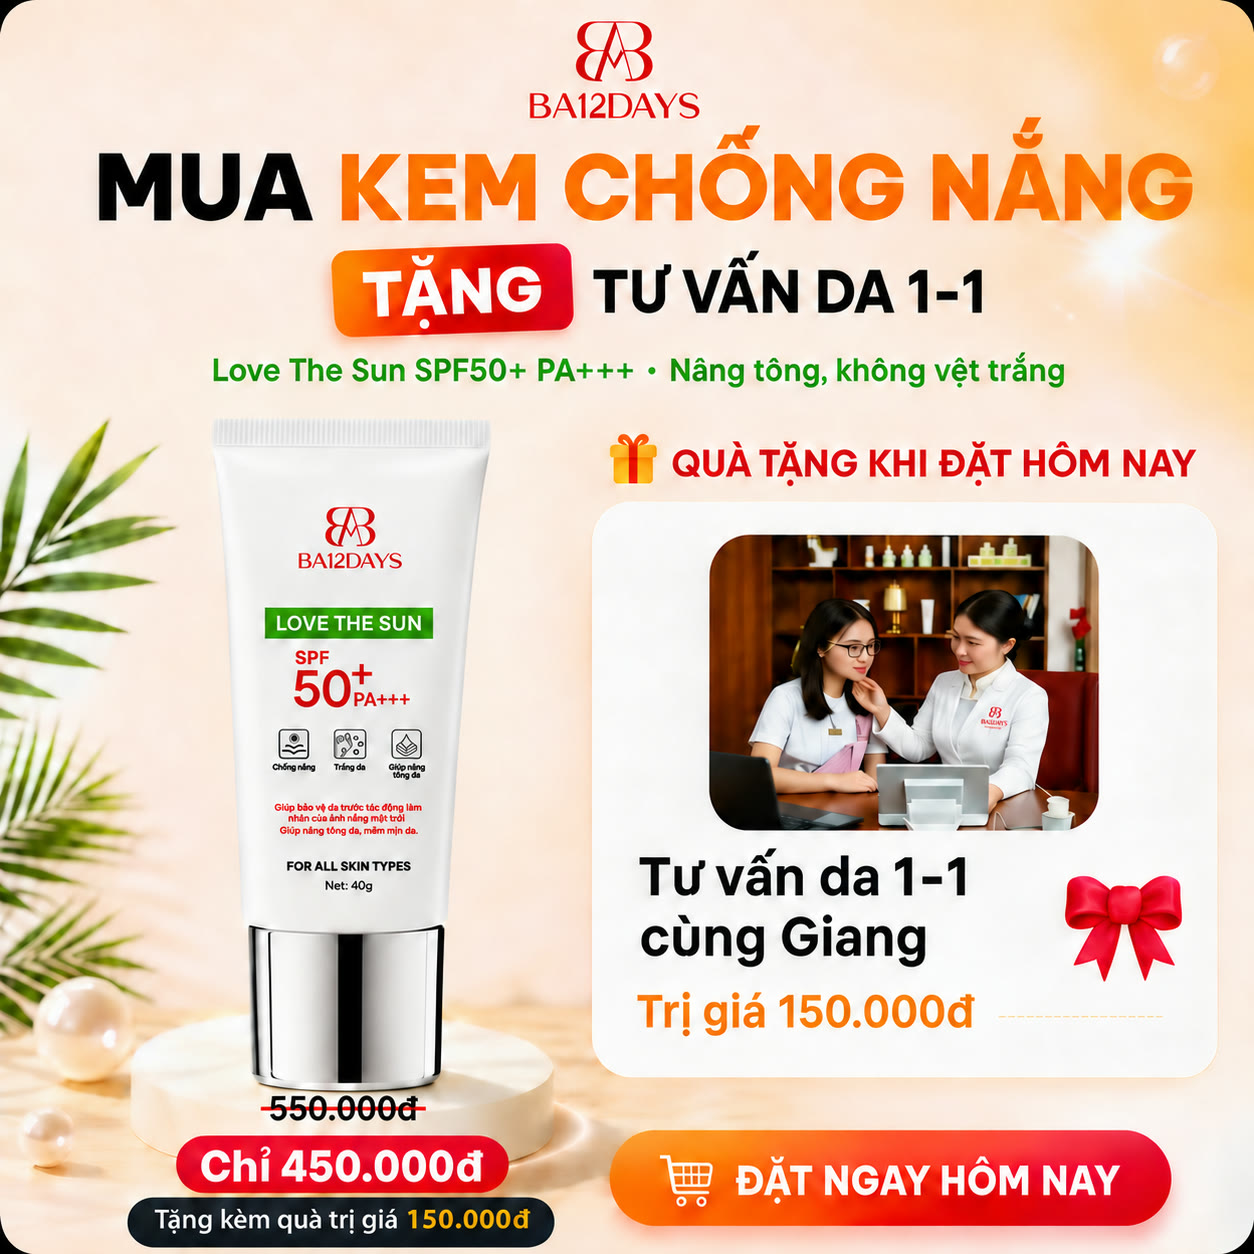 BA12DAYS
MUA KEM CHỐNG NẮNG
TẶNG TƯ VẤN DA 1-1
Love The Sun SPF50+ PA+++ • Nâng tông, không vệt trắng
BA12DAYS
LOVE THE SUN
SPF
50+
PA+++
Chống nắng Trắng da Giúp nâng
tông da
Giúp bảo vệ da trước tác động làm
nhân của ánh nắng mặt trời
Giúp nâng tông da, mềm mịn da.
FOR ALL SKIN TYPES
Net: 40g
550.000đ
Chỉ 450.000đ
Tặng kèm quà trị giá 150.000đ
QUÀ TẶNG KHI ĐẶT HÔM NAY
BA12DAYS
Tư vấn da 1-1
cùng Giang
Trị giá 150.000đ
ĐẶT NGAY HÔM NAY